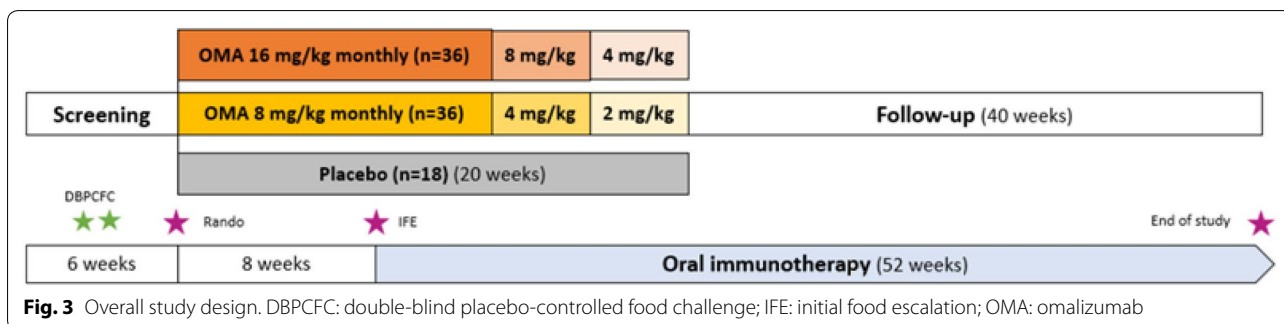 OMA 16 mg/kg monthly (n=36) 8 mg/kg 4 mg/kg
Screening OMA 8 mg/kg monthly (n=36) 4 mg/kg 2 mg/kg Follow-up (40 weeks)
Placebo (n=18) (20 weeks)
DBPCFC
Rando IFE End of study
6 weeks 8 weeks Oral immunotherapy (52 weeks)
Fig. 3 Overall study design. DBPCFC: double-blind placebo-controlled food challenge; IFE: initial food escalation; OMA: omalizumab